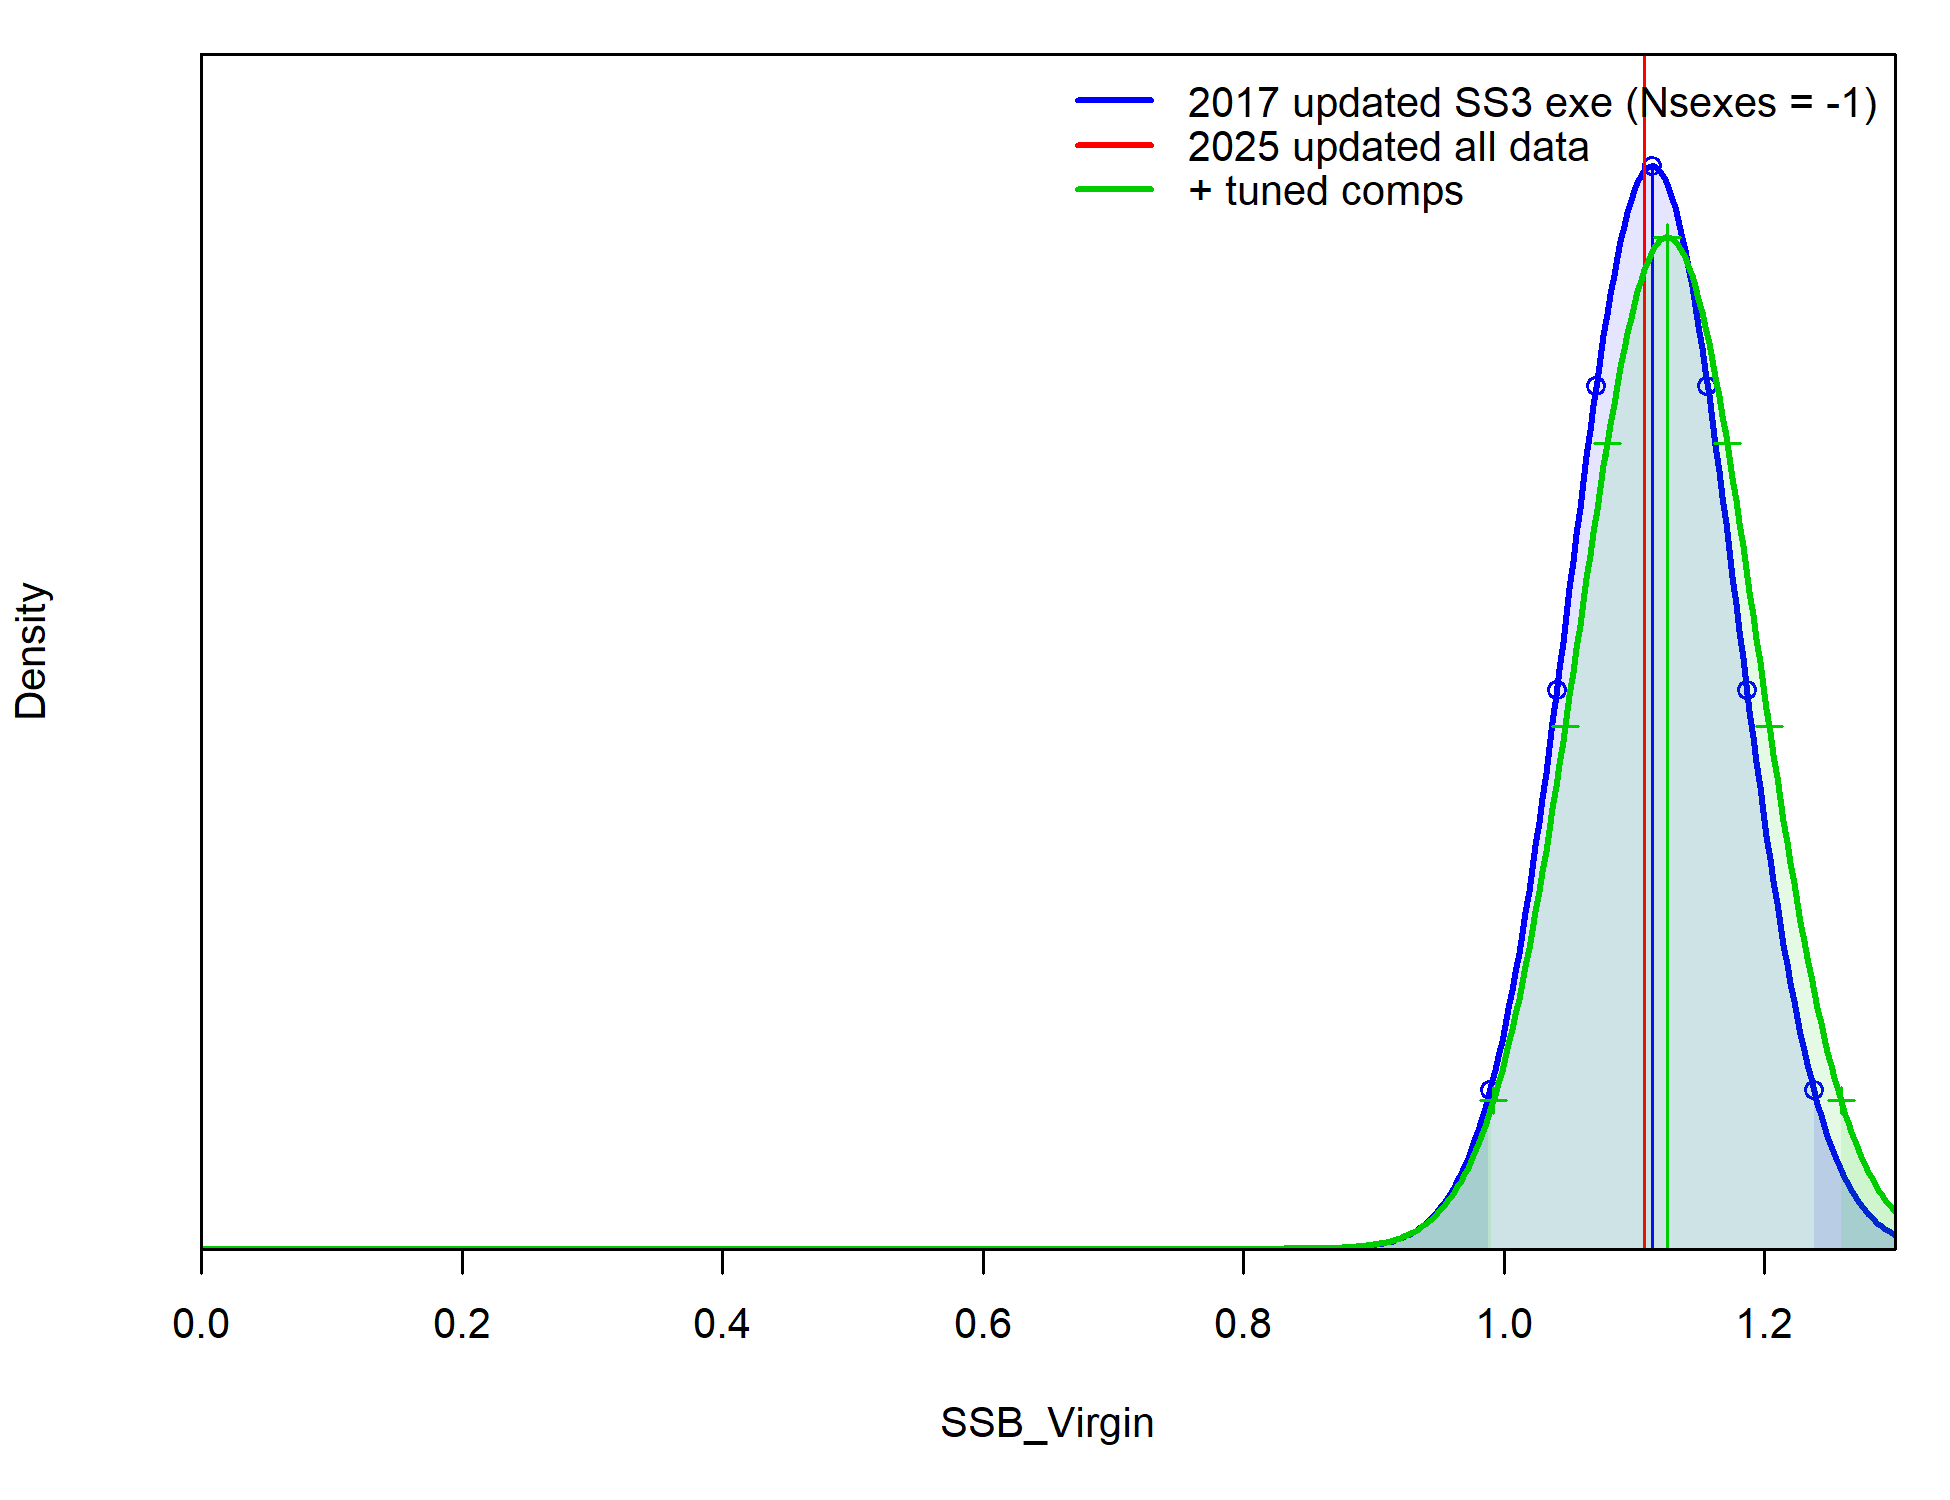 2017 updated SS3 exe (Nsexes = -1)
2025 updated all data
+ tuned comps
Density
0.0 0.2 0.4 0.6 0.8 1.0 1.2
SSB_Virgin